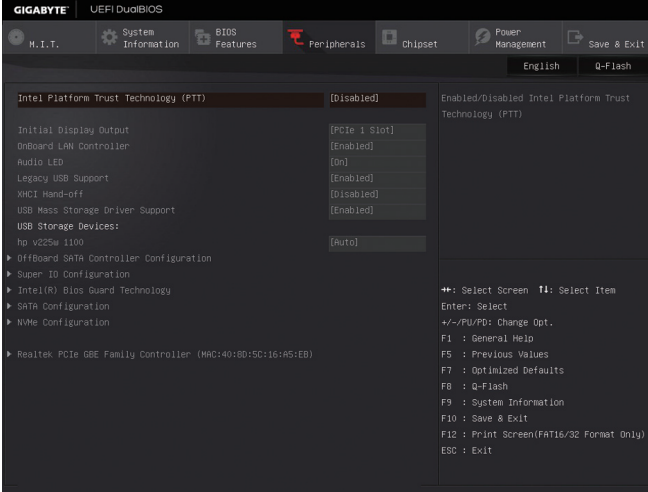 GIGABYTE UEFI DualBIOS
M.I.T.
System Information
BIOS Features
Peripherals
Chipset
Power Management
Save & Exit
English Q-Flash
Intel Platform Trust Technology (PTT) [Disabled]
Initial Display Output [PCIe 1 Slot]
OnBoard LAN Controller [Enabled]
Audio LED [On]
Legacy USB Support [Enabled]
XHCI Hand-off [Disabled]
USB Mass Storage Driver Support [Enabled]
USB Storage Devices:
hp v225w 1100 [Auto]
OffBoard SATA Controller Configuration
Super IO Configuration
Intel(R) Bios Guard Technology
SATA Configuration
NVMe Configuration
Realtek PCIe GBE Family Controller (MAC:40:8D:5C:16:A5:EB)
Enabled/Disabled Intel Platform Trust
Technology (PTT)
→←: Select Screen ↑↓: Select Item
Enter: Select
+/-/PU/PD: Change Opt.
F1 : General Help
F5 : Previous Values
F7 : Optimized Defaults
F8 : Q-Flash
F9 : System Information
F10 : Save & Exit
F12 : Print Screen(FAT16/32 Format Only)
ESC : Exit